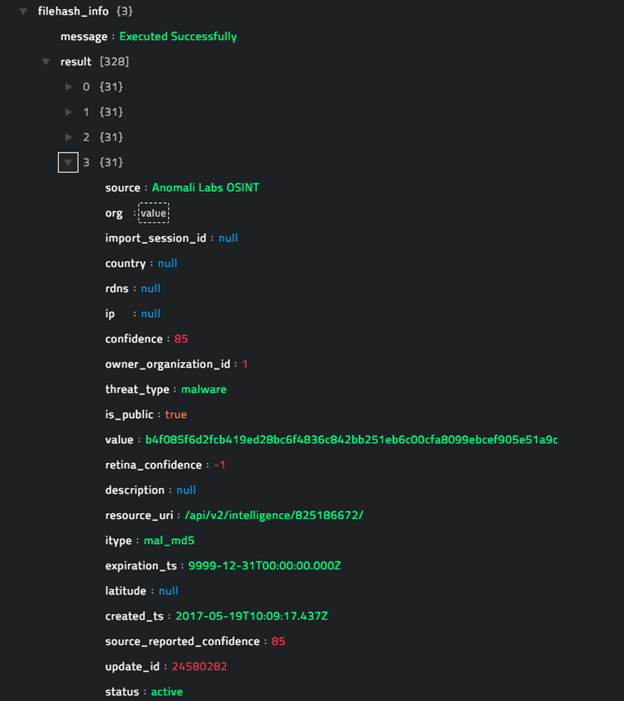 filehash_info {3}
message : Executed Successfully
result [328]
0 {31}
1 {31}
2 {31}
3 {31}
source : Anomali Labs OSINT
org : value
import_session_id : null
country : null
rdns : null
ip : null
confidence : 85
owner_organization_id : 1
threat_type : malware
is_public : true
value : b4f085f6d2fcb419ed28bc6f4836c842bb251eb6c00cfa8099ebcef905e51a9c
retina_confidence : -1
description : null
resource_uri : /api/v2/intelligence/825186672/
itype : mal_md5
expiration_ts : 9999-12-31T00:00:00.000Z
latitude : null
created_ts : 2017-05-19T10:09:17.437Z
source_reported_confidence : 85
update_id : 24580282
status : active